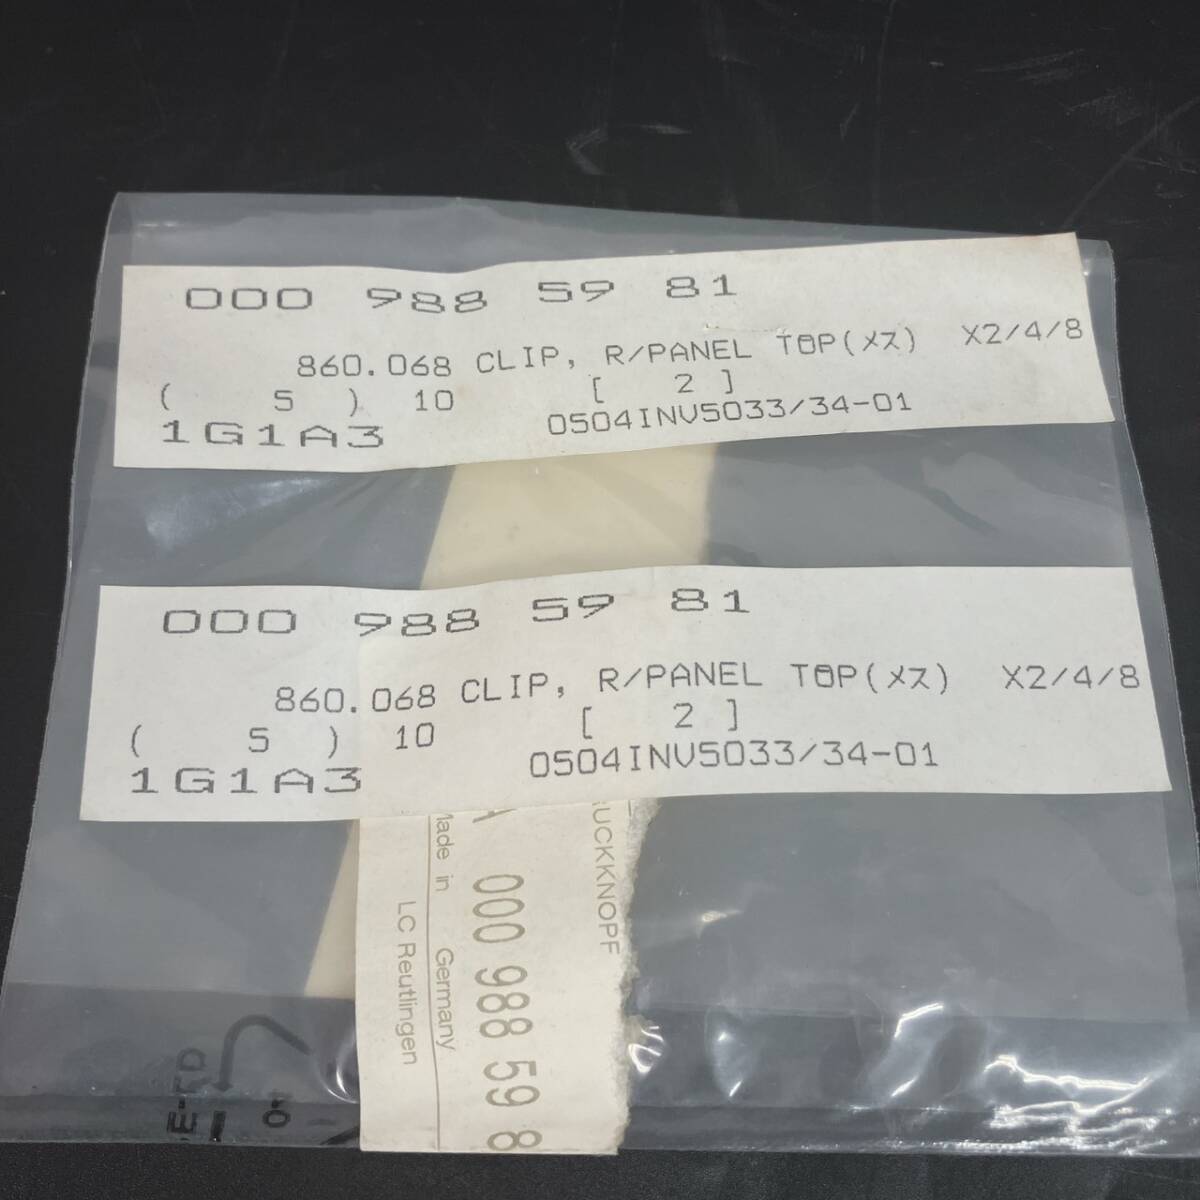 000 988 59 81
860.068 CLIP, R/PANEL TOP(メス) X2/4/8
( 5 ) 10 [ 2 ]
1G1A3 0504INV5033/34-01
000 988 59 81
860.068 CLIP, R/PANEL TOP(メス) X2/4/8
( 5 ) 10 [ 2 ]
1G1A3 0504INV5033/34-01
RUCKKNOPF
A 000 988 59 8
Made in Germany
LC Reutlingen